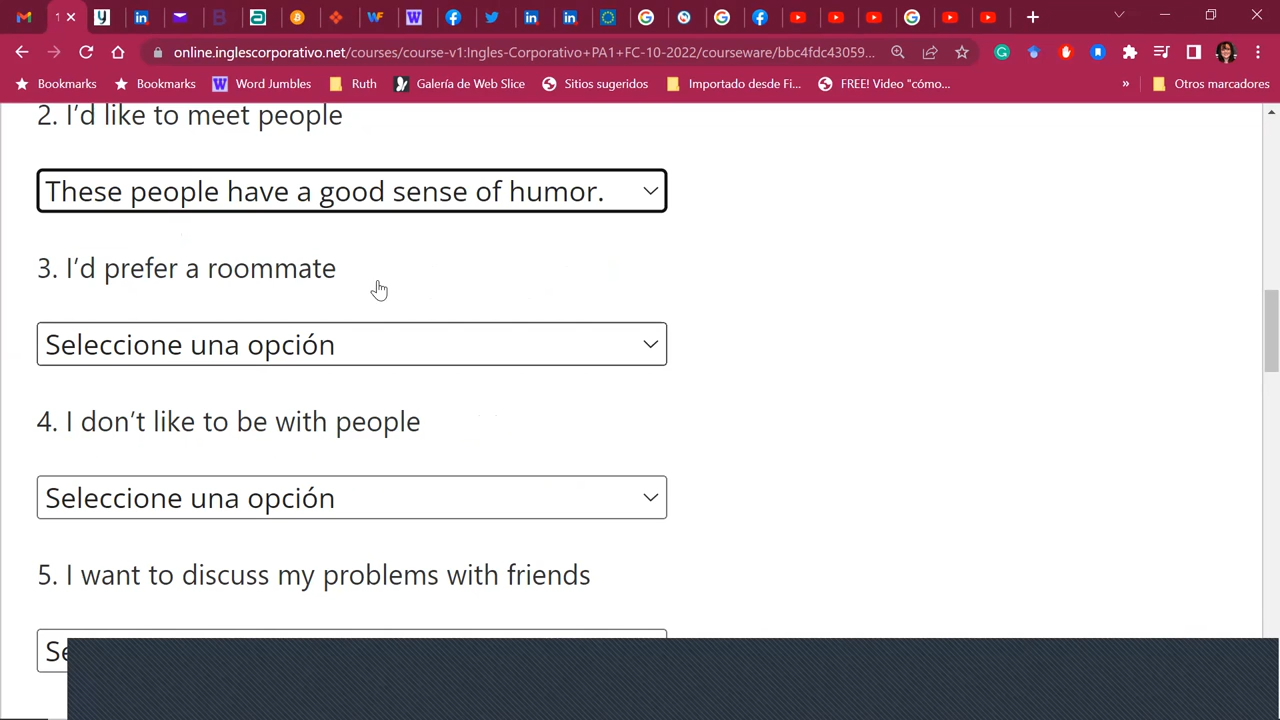 online.inglescorporativo.net/courses/course-v1:Ingles-Corporativo+PA1+FC-10-2022/courseware/bbc4fdc43059...
Bookmarks Bookmarks Word Jumbles Ruth Galería de Web Slice Sitios sugeridos Importado desde Fi... FREE! Video "cómo... » Otros marcadores
2. I'd like to meet people
These people have a good sense of humor.
3. I'd prefer a roommate
Seleccione una opción
4. I don't like to be with people
Seleccione una opción
5. I want to discuss my problems with friends